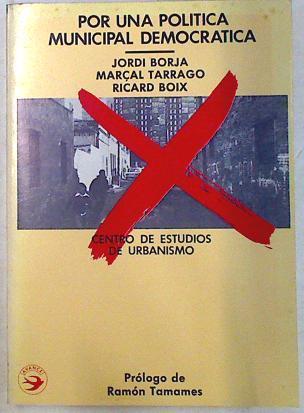 POR UNA POLITICA
MUNICIPAL DEMOCRATICA
JORDI BORJA
MARÇAL TARRAGO
RICARD BOIX
CENTRO DE ESTUDIOS
DE URBANISMO
¡AVANCE!
Prólogo de
Ramón Tamames